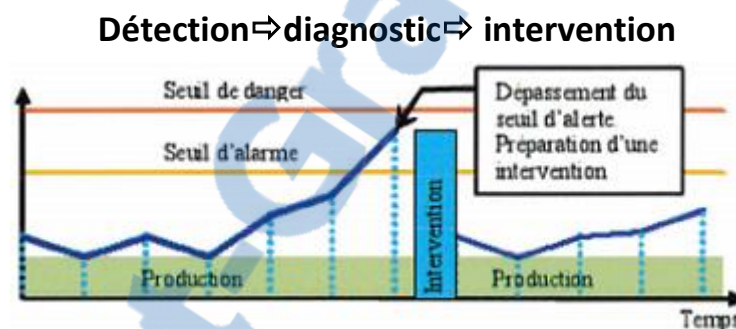 Détection⇨diagnostic⇨ intervention
Seuil de danger
Dépassement du
seuil d'alerte.
Préparation d'une
intervention
Seuil d'alarme
Intervention
Production
Production
Temps